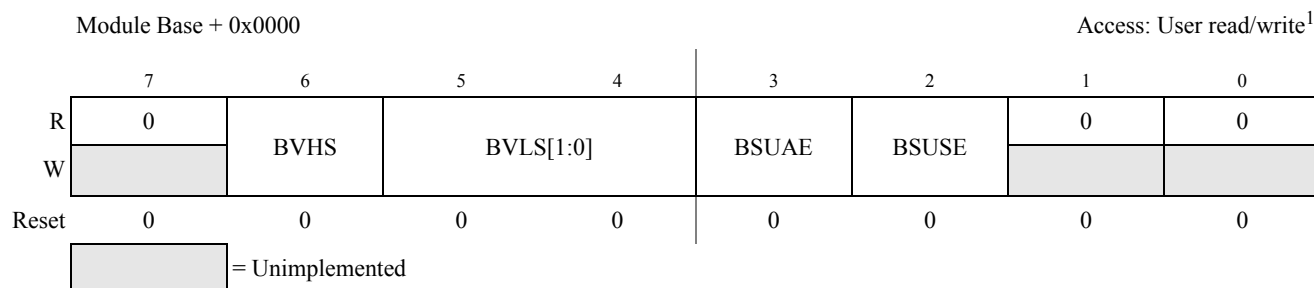 Module Base + 0x0000 Access: User read/write1
7 6 5 4 3 2 1 0
R 0 BVHS BVLS[1:0] BSUAE BSUSE 0 0
W
Reset 0 0 0 0 0 0 0 0
= Unimplemented